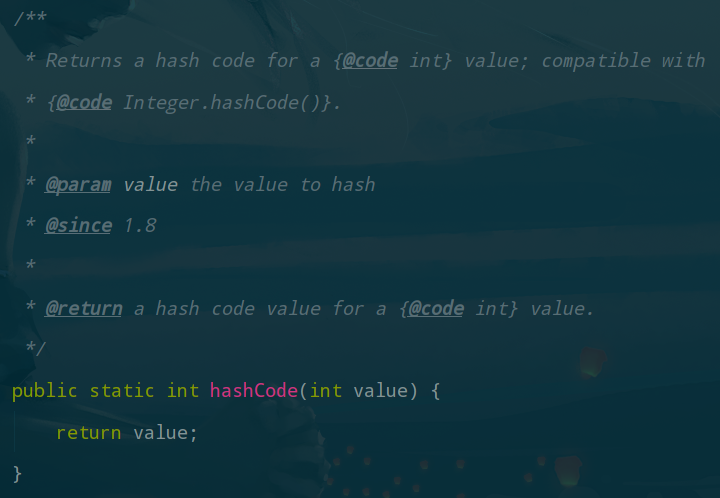 /**
 * Returns a hash code for a {@code int} value; compatible with
 * {@code Integer.hashCode()}.
 *
 * @param value the value to hash
 * @since 1.8
 *
 * @return a hash code value for a {@code int} value.
 */
public static int hashCode(int value) {
    return value;
}